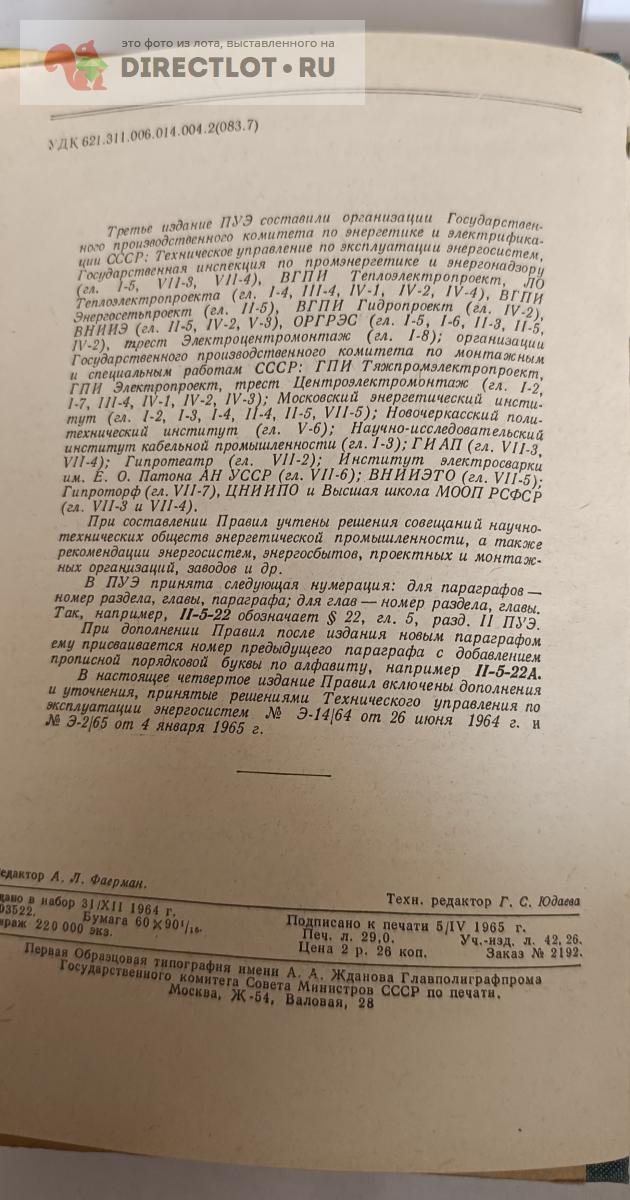 это фото из лота, выставленного на
DIRECTLOT.RU
УДК 621.311.006.014.004.2(083.7)
Третье издание ПУЭ составили организации Государствен-
ного производственного комитета по энергетике и электрифика-
ции СССР: Техническое управление по эксплуатации энергосистем,
Государственная инспекция по промэнергетике и энергонадзору
(гл. I-5, VII-3, VII-4), ВГПИ Теплоэлектропроект, ЛО
Теплоэлектропроекта (гл. I-4, III-4, IV-1, IV-2, IV-4), ВГПИ
Энергосетьпроект (гл. II-5), ВГПИ Гидропроект (гл. IV-2),
ВНИИЭ (гл. II-5, IV-2, V-3), ОРГРЭС (гл. I-5, I-6, II-3, II-5,
IV-2), трест Электроцентромонтаж (гл. I-8); организации
Государственного производственного комитета по монтажным
и специальным работам СССР: ГПИ Тяжпромэлектропроект,
ГПИ Электропроект, трест Центроэлектромонтаж (гл. I-2,
I-7, III-4, IV-1, IV-2, IV-3); Московский энергетический инсти-
тут (гл. I-2, I-3, I-4, II-4, II-5, VII-5); Новочеркасский поли-
технический институт (гл. V-6); Научно-исследовательский
институт кабельной промышленности (гл. I-3); ГИАП (гл. VII-3,
VII-4); Гипротеатр (гл. VII-2); Институт электросварки
им. Е. О. Патона АН УССР (гл. VII-6); ВНИИЭТО (гл. VII-5);
Гипроторф (гл. VII-7), ЦНИИПО и Высшая школа МООП РСФСР
(гл. VII-3 и VII-4).
При составлении Правил учтены решения совещаний научно-
технических обществ энергетической промышленности, а также
рекомендации энергосистем, энергосбытов, проектных и монтаж-
ных организаций, заводов и др.
В ПУЭ принята следующая нумерация: для параграфов —
номер раздела, главы, параграфа; для глав — номер раздела, главы.
Так, например, II-5-22 обозначает § 22, гл. 5, разд. II ПУЭ.
При дополнении Правил после издания новым параграфом
ему присваивается номер предыдущего параграфа с добавлением
прописной порядковой буквы по алфавиту, например II-5-22А.
В настоящее четвертое издание Правил включены дополнения
и уточнения, принятые решениями Технического управления по
эксплуатации энергосистем № Э-14/64 от 26 июня 1964 г. и
№ Э-2/65 от 4 января 1965 г.
едактор А. Л. Фаерман.
Техн. редактор Г. С. Юдаева
дано в набор 31/XII 1964 г.
Подписано к печати 5/IV 1965 г.
03522.
Бумага 60×90 1/16.
Печ. л. 29,0.
Уч.-изд. л. 42,26.
ираж 220 000 экз.
Цена 2 р. 26 коп.
Заказ № 2192.
Первая Образцовая типография имени А. А. Жданова Главполиграфпрома
Государственного комитета Совета Министров СССР по печати.
Москва, Ж-54, Валовая, 28